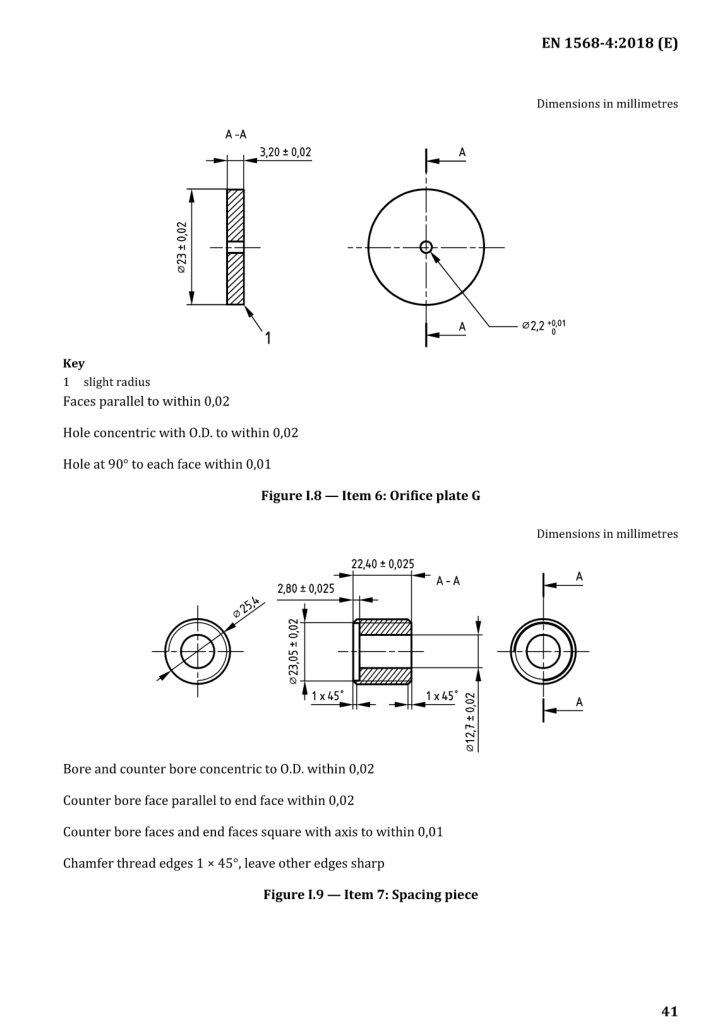 EN 1568-4:2018 (E)
Dimensions in millimetres
A -A
3,20 ± 0,02
A
⌀23 ± 0,02
A
⌀2,2 +0,01 0
1
Key
1 slight radius
Faces parallel to within 0,02
Hole concentric with O.D. to within 0,02
Hole at 90° to each face within 0,01
Figure I.8 — Item 6: Orifice plate G
Dimensions in millimetres
22,40 ± 0,025
A - A
A
2,80 ± 0,025
⌀ 25,4
⌀23,05 ± 0,02
1 x 45°
1 x 45°
⌀12,7 ± 0,02
A
Bore and counter bore concentric to O.D. within 0,02
Counter bore face parallel to end face within 0,02
Counter bore faces and end faces square with axis to within 0,01
Chamfer thread edges 1 × 45°, leave other edges sharp
Figure I.9 — Item 7: Spacing piece
41